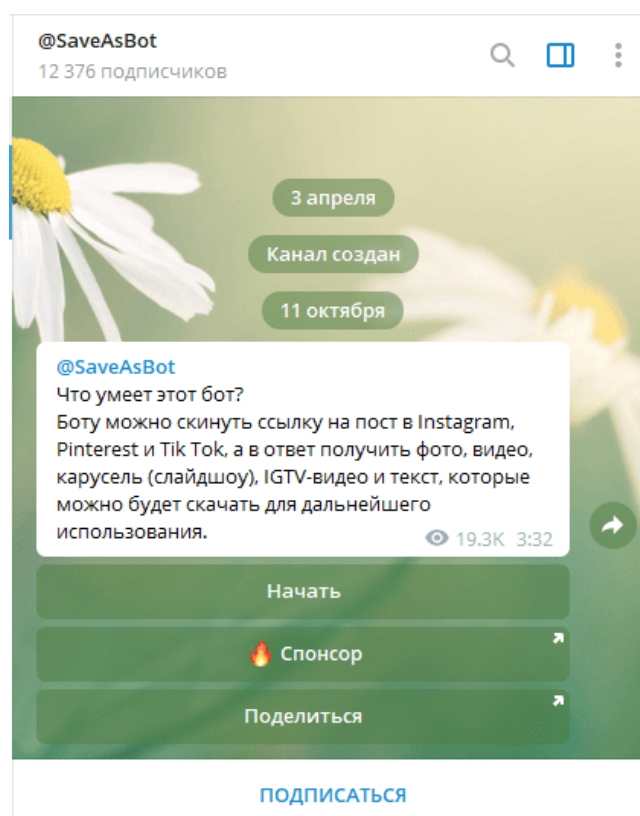 @SaveAsBot
12 376 подписчиков
3 апреля
Канал создан
11 октября
@SaveAsBot
Что умеет этот бот?
Боту можно скинуть ссылку на пост в Instagram,
Pinterest и Tik Tok, а в ответ получить фото, видео,
карусель (слайдшоу), IGTV-видео и текст, которые
можно будет скачать для дальнейшего
использования.
19.3K 3:32
Начать
Спонсор
Поделиться
ПОДПИСАТЬСЯ